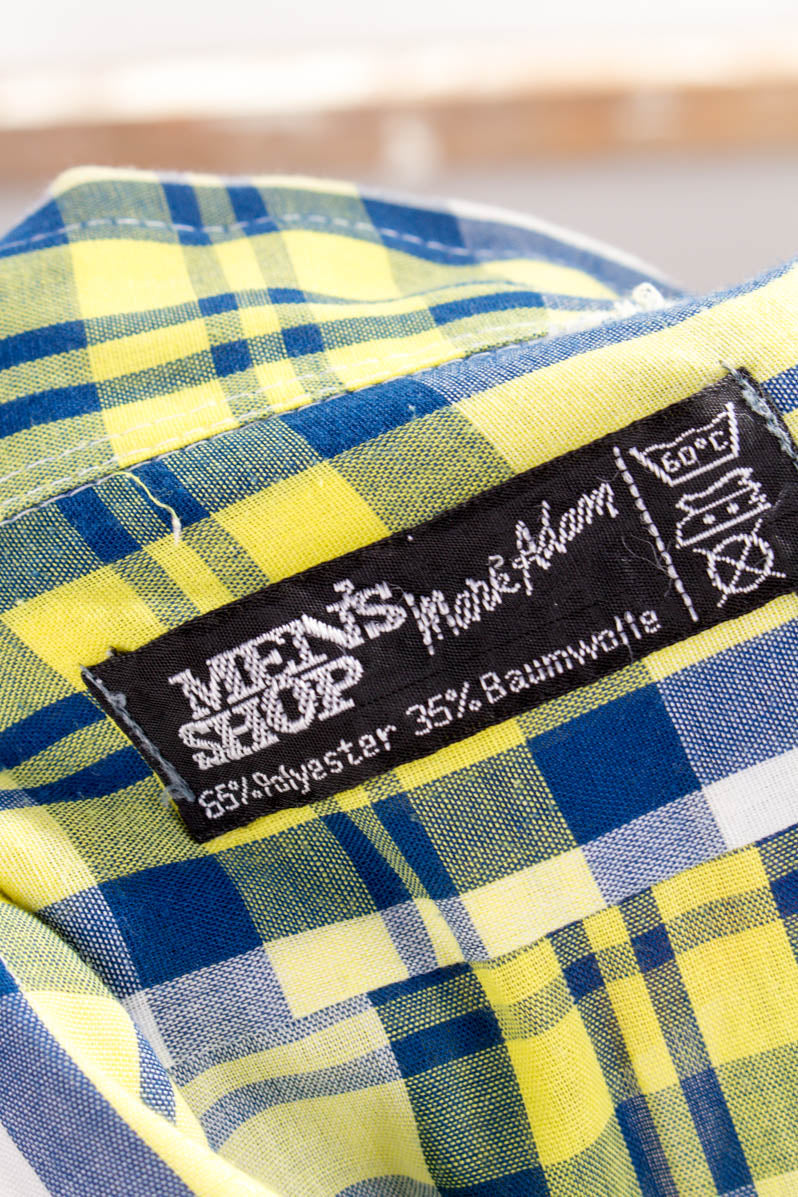 MEN'S
SHOP
Mark Adam
65% Polyester 35% Baumwolle
60°C